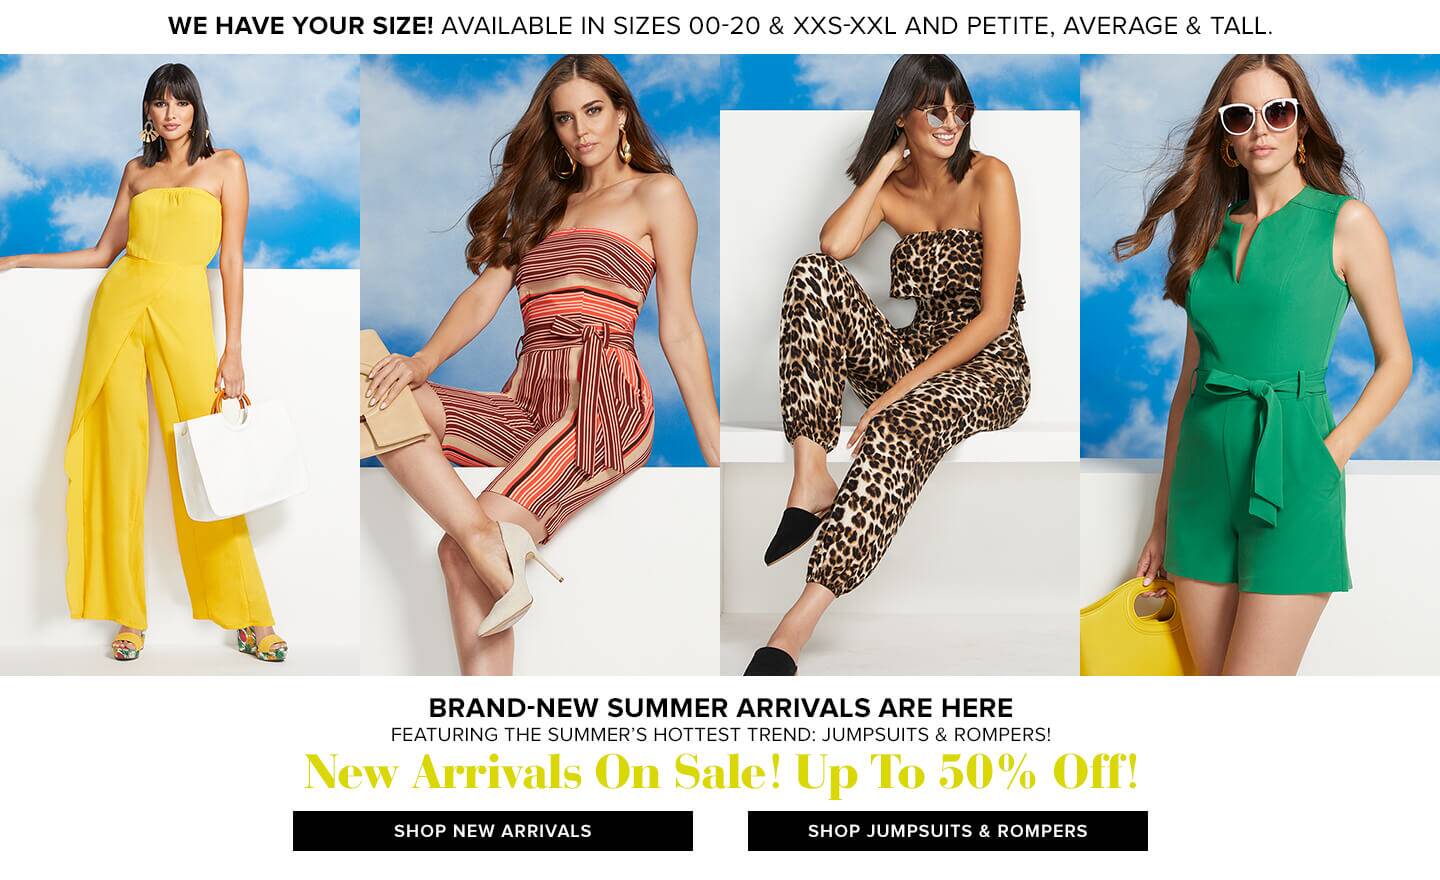 WE HAVE YOUR SIZE! AVAILABLE IN SIZES 00-20 & XXS-XXL AND PETITE, AVERAGE & TALL.
BRAND-NEW SUMMER ARRIVALS ARE HERE
FEATURING THE SUMMER'S HOTTEST TREND: JUMPSUITS & ROMPERS!
New Arrivals On Sale! Up To 50% Off!
SHOP NEW ARRIVALS
SHOP JUMPSUITS & ROMPERS